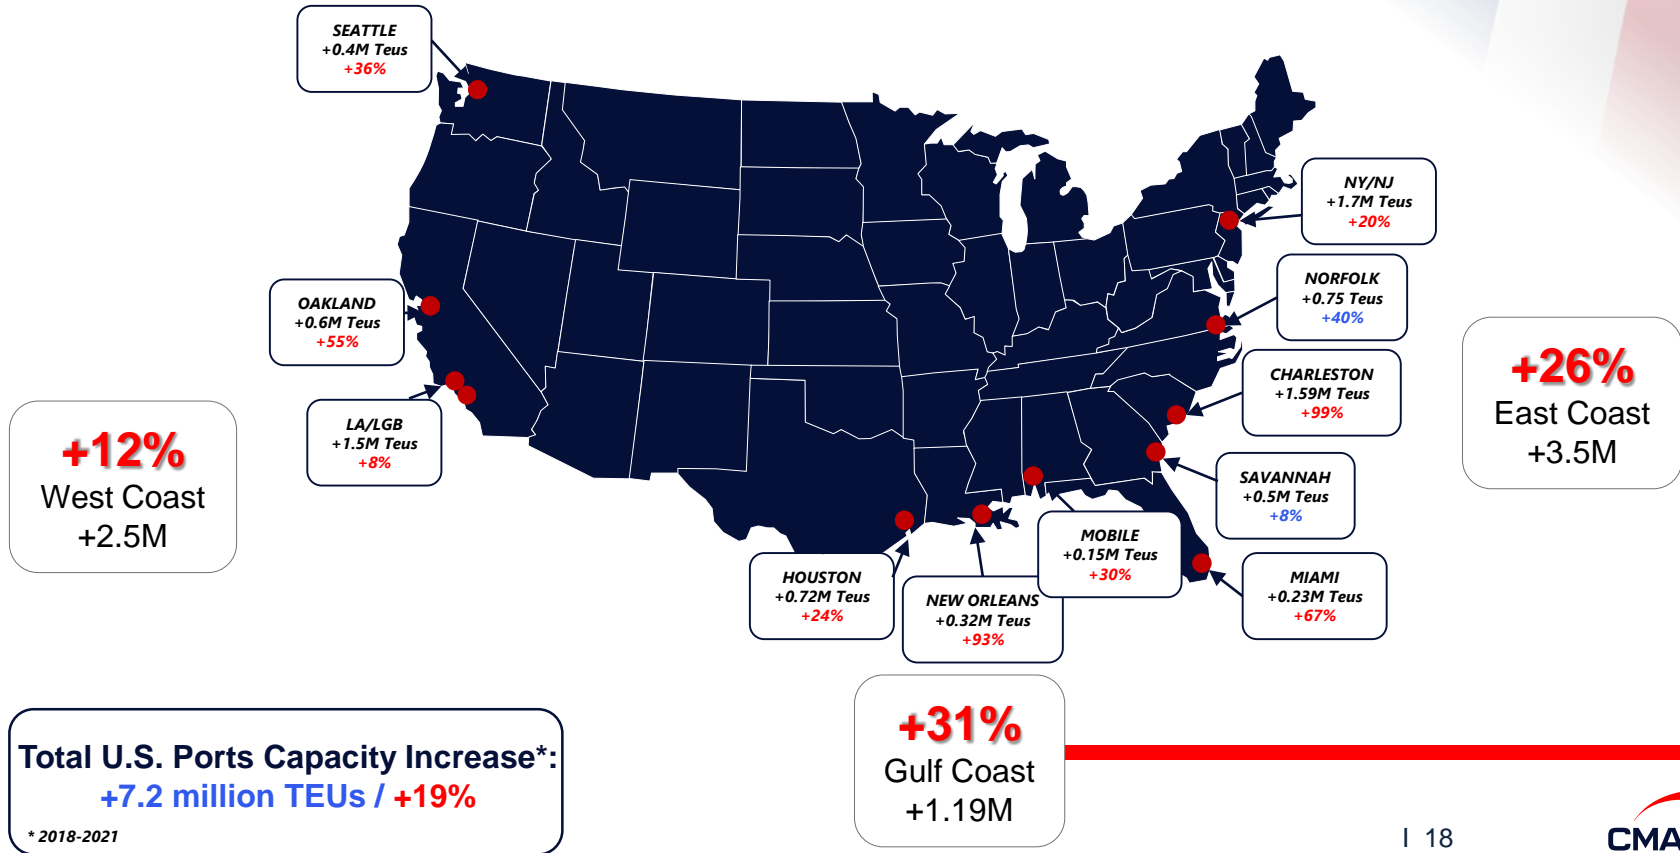 SEATTLE
+0.4M Teus
+36%
NY/NJ
+1.7M Teus
+20%
NORFOLK
+0.75 Teus
+40%
OAKLAND
+0.6M Teus
+55%
CHARLESTON
+1.59M Teus
+99%
+26%
East Coast
+3.5M
LA/LGB
+1.5M Teus
+8%
+12%
West Coast
+2.5M
SAVANNAH
+0.5M Teus
+8%
MOBILE
+0.15M Teus
+30%
HOUSTON
+0.72M Teus
+24%
NEW ORLEANS
+0.32M Teus
+93%
MIAMI
+0.23M Teus
+67%
+31%
Gulf Coast
+1.19M
Total U.S. Ports Capacity Increase*:
+7.2 million TEUs / +19%
* 2018-2021
I 18
CMA